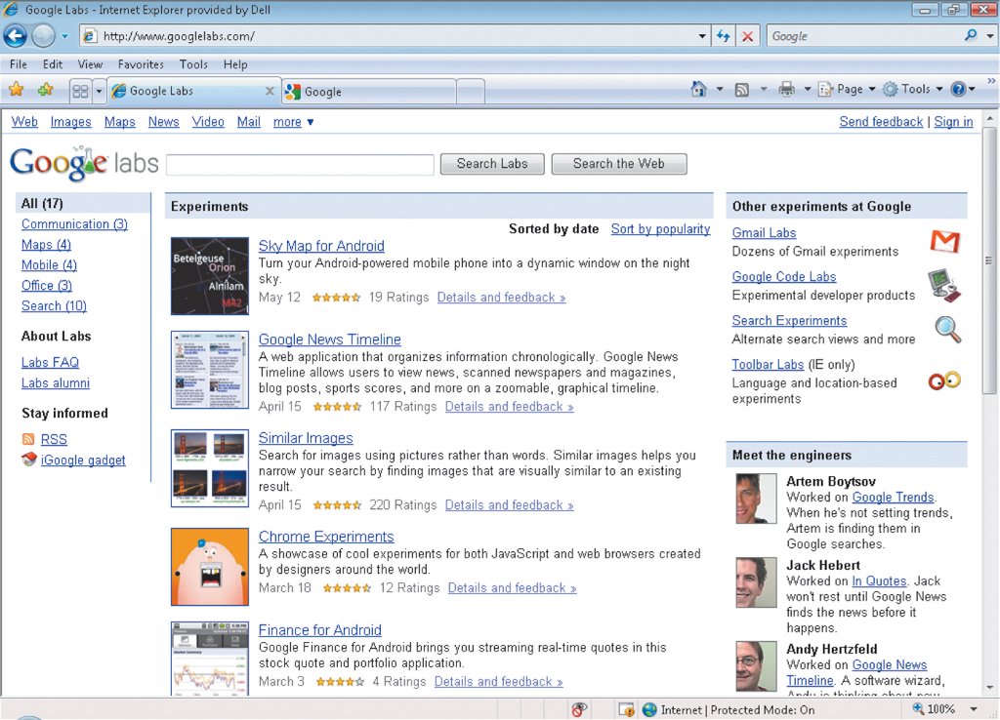 Google Labs - Internet Explorer provided by Dell
http://www.googlelabs.com/
Google
File Edit View Favorites Tools Help
Google Labs
Google
Page
Tools
Web Images Maps News Video Mail more ▼
Send feedback | Sign in
Google labs
Search Labs
Search the Web
All (17)
Communication (3)
Maps (4)
Mobile (4)
Office (3)
Search (10)
About Labs
Labs FAQ
Labs alumni
Stay informed
RSS
iGoogle gadget
Experiments
Sorted by date Sort by popularity
Betelgeuse
Orion
Alnilam
M42
Sky Map for Android
Turn your Android-powered mobile phone into a dynamic window on the night
sky.
May 12 19 Ratings Details and feedback »
Google News Timeline
A web application that organizes information chronologically. Google News
Timeline allows users to view news, scanned newspapers and magazines,
blog posts, sports scores, and more on a zoomable, graphical timeline.
April 15 117 Ratings Details and feedback »
Similar Images
Search for images using pictures rather than words. Similar images helps you
narrow your search by finding images that are visually similar to an existing
result.
April 15 220 Ratings Details and feedback »
Chrome Experiments
A showcase of cool experiments for both JavaScript and web browsers created
by designers around the world.
March 18 12 Ratings Details and feedback »
Finance for Android
Google Finance for Android brings you streaming real-time quotes in this
stock quote and portfolio application.
March 3 4 Ratings Details and feedback »
Other experiments at Google
Gmail Labs
Dozens of Gmail experiments
Google Code Labs
Experimental developer products
Search Experiments
Alternate search views and more
Toolbar Labs (IE only)
Language and location-based
experiments
Meet the engineers
Artem Boytsov
Worked on Google Trends.
When he's not setting trends,
Artem is finding them in
Google searches.
Jack Hebert
Worked on In Quotes. Jack
won't rest until Google News
finds the news before it
happens.
Andy Hertzfeld
Worked on Google News
Timeline. A software wizard,
Andy is thinking about new
Internet | Protected Mode: On
100%